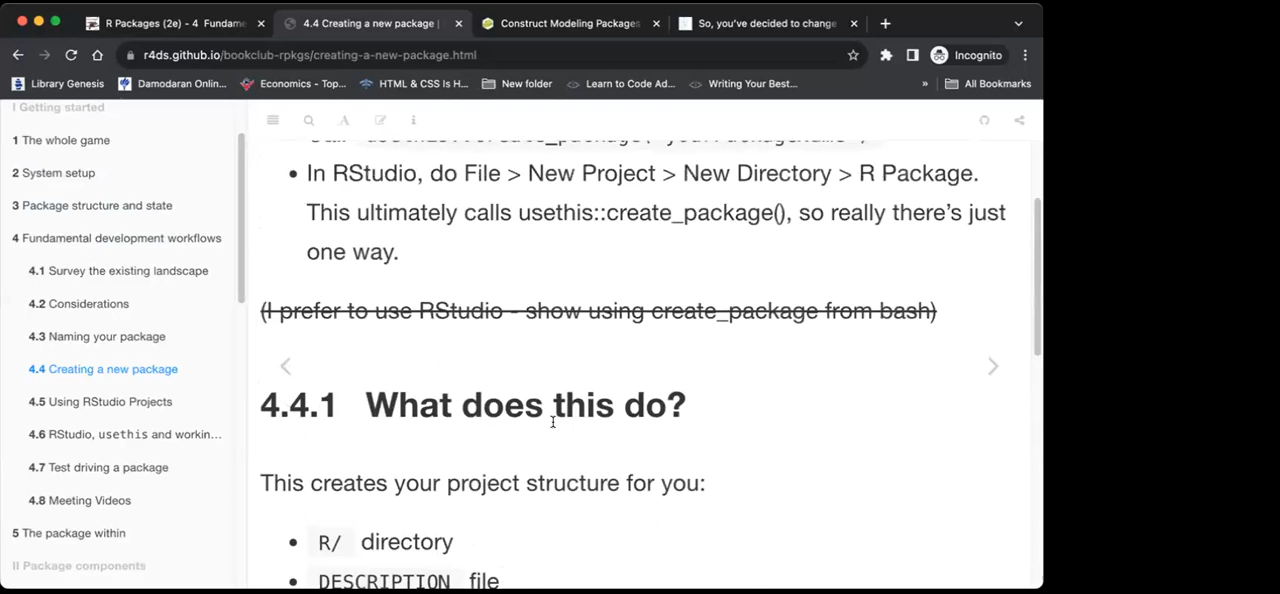 R Packages (2e) - 4 Fundame
4.4 Creating a new package |
Construct Modeling Packages
So, you've decided to change
r4ds.github.io/bookclub-rpkgs/creating-a-new-package.html
Incognito
Library Genesis
Damodaran Onlin...
Economics - Top...
HTML & CSS Is H...
New folder
Learn to Code Ad...
Writing Your Best...
»
All Bookmarks
I Getting started
1 The whole game
2 System setup
3 Package structure and state
4 Fundamental development workflows
4.1 Survey the existing landscape
4.2 Considerations
4.3 Naming your package
4.4 Creating a new package
4.5 Using RStudio Projects
4.6 RStudio, usethis and workin...
4.7 Test driving a package
4.8 Meeting Videos
5 The package within
II Package components
• In RStudio, do File > New Project > New Directory > R Package.
This ultimately calls usethis::create_package(), so really there's just
one way.
(I prefer to use RStudio - show using create_package from bash)
4.4.1 What does this do?
This creates your project structure for you:
• R/ directory
• DESCRIPTION file